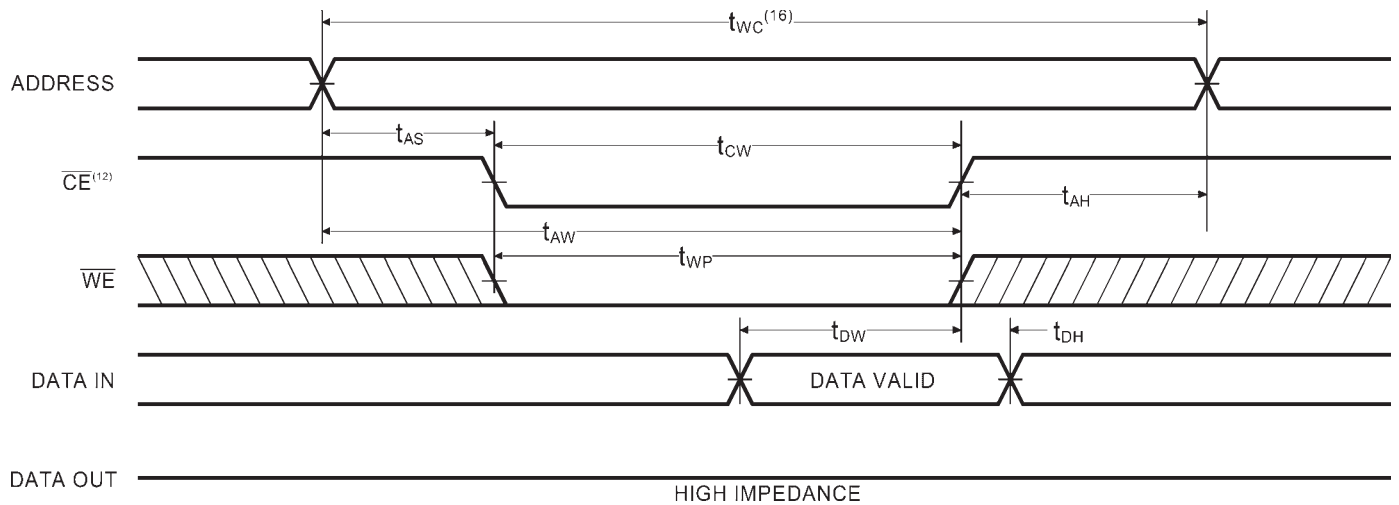 tWC(16)
ADDRESS
tAS
tCW
CE(12)
tAH
tAW
WE
tWP
tDW
tDH
DATA IN
DATA VALID
DATA OUT
HIGH IMPEDANCE